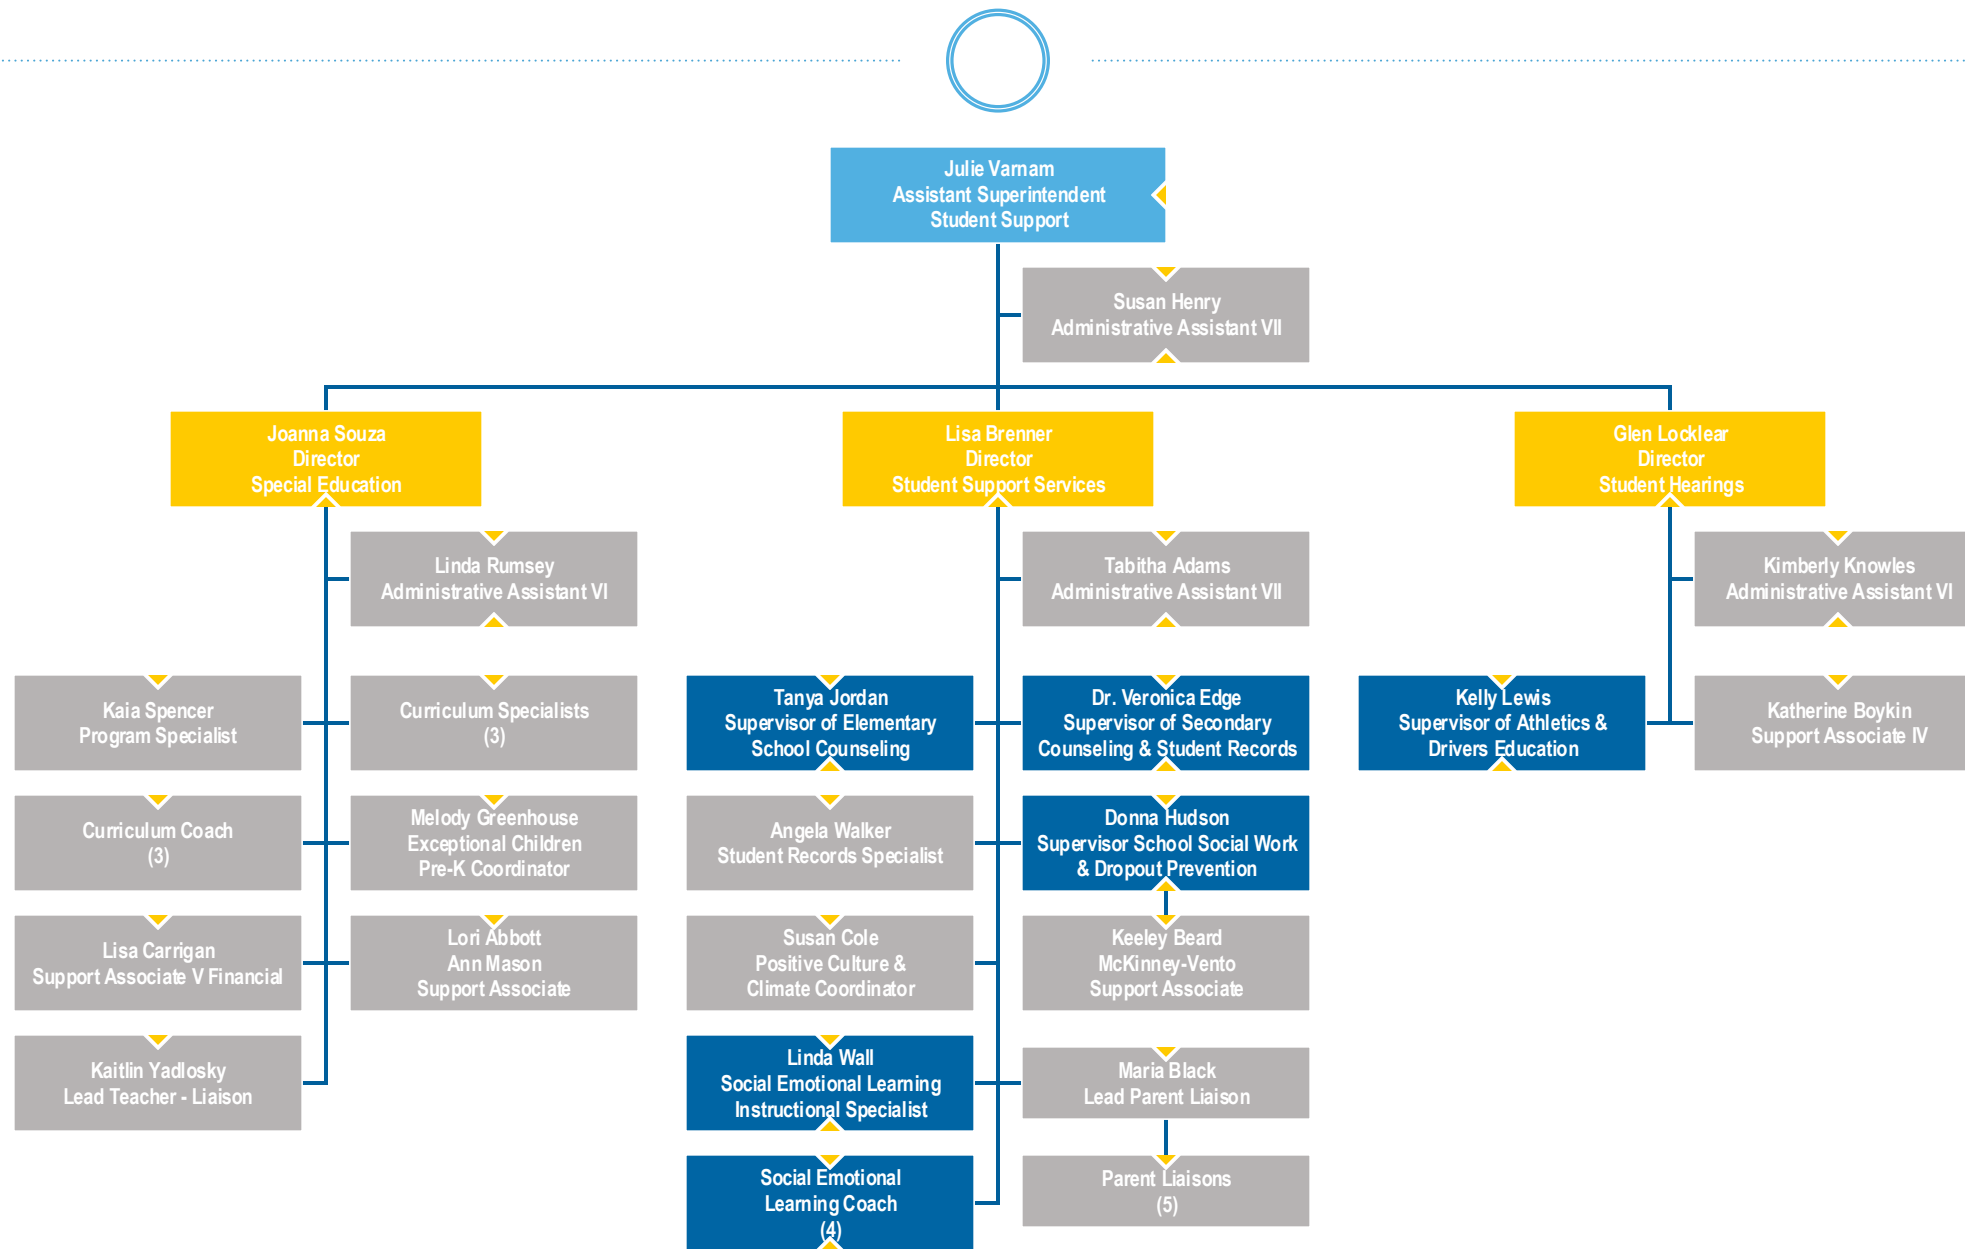 Julie Varnam
Assistant Superintendent
Student Support
Susan Henry
Administrative Assistant VII
Joanna Souza
Director
Special Education
Lisa Brenner
Director
Student Support Services
Glen Locklear
Director
Student Hearings
Linda Rumsey
Administrative Assistant VI
Tabitha Adams
Administrative Assistant VII
Kimberly Knowles
Administrative Assistant VI
Kaia Spencer
Program Specialist
Curriculum Specialists
(3)
Tanya Jordan
Supervisor of Elementary
School Counseling
Dr. Veronica Edge
Supervisor of Secondary
Counseling & Student Records
Kelly Lewis
Supervisor of Athletics &
Drivers Education
Katherine Boykin
Support Associate IV
Curriculum Coach
(3)
Melody Greenhouse
Exceptional Children
Pre-K Coordinator
Angela Walker
Student Records Specialist
Donna Hudson
Supervisor School Social Work
& Dropout Prevention
Lisa Carrigan
Support Associate V Financial
Lori Abbott
Ann Mason
Support Associate
Susan Cole
Positive Culture &
Climate Coordinator
Keeley Beard
McKinney-Vento
Support Associate
Kaitlin Yadlosky
Lead Teacher - Liaison
Linda Wall
Social Emotional Learning
Instructional Specialist
Maria Black
Lead Parent Liaison
Social Emotional
Learning Coach
(4)
Parent Liaisons
(5)